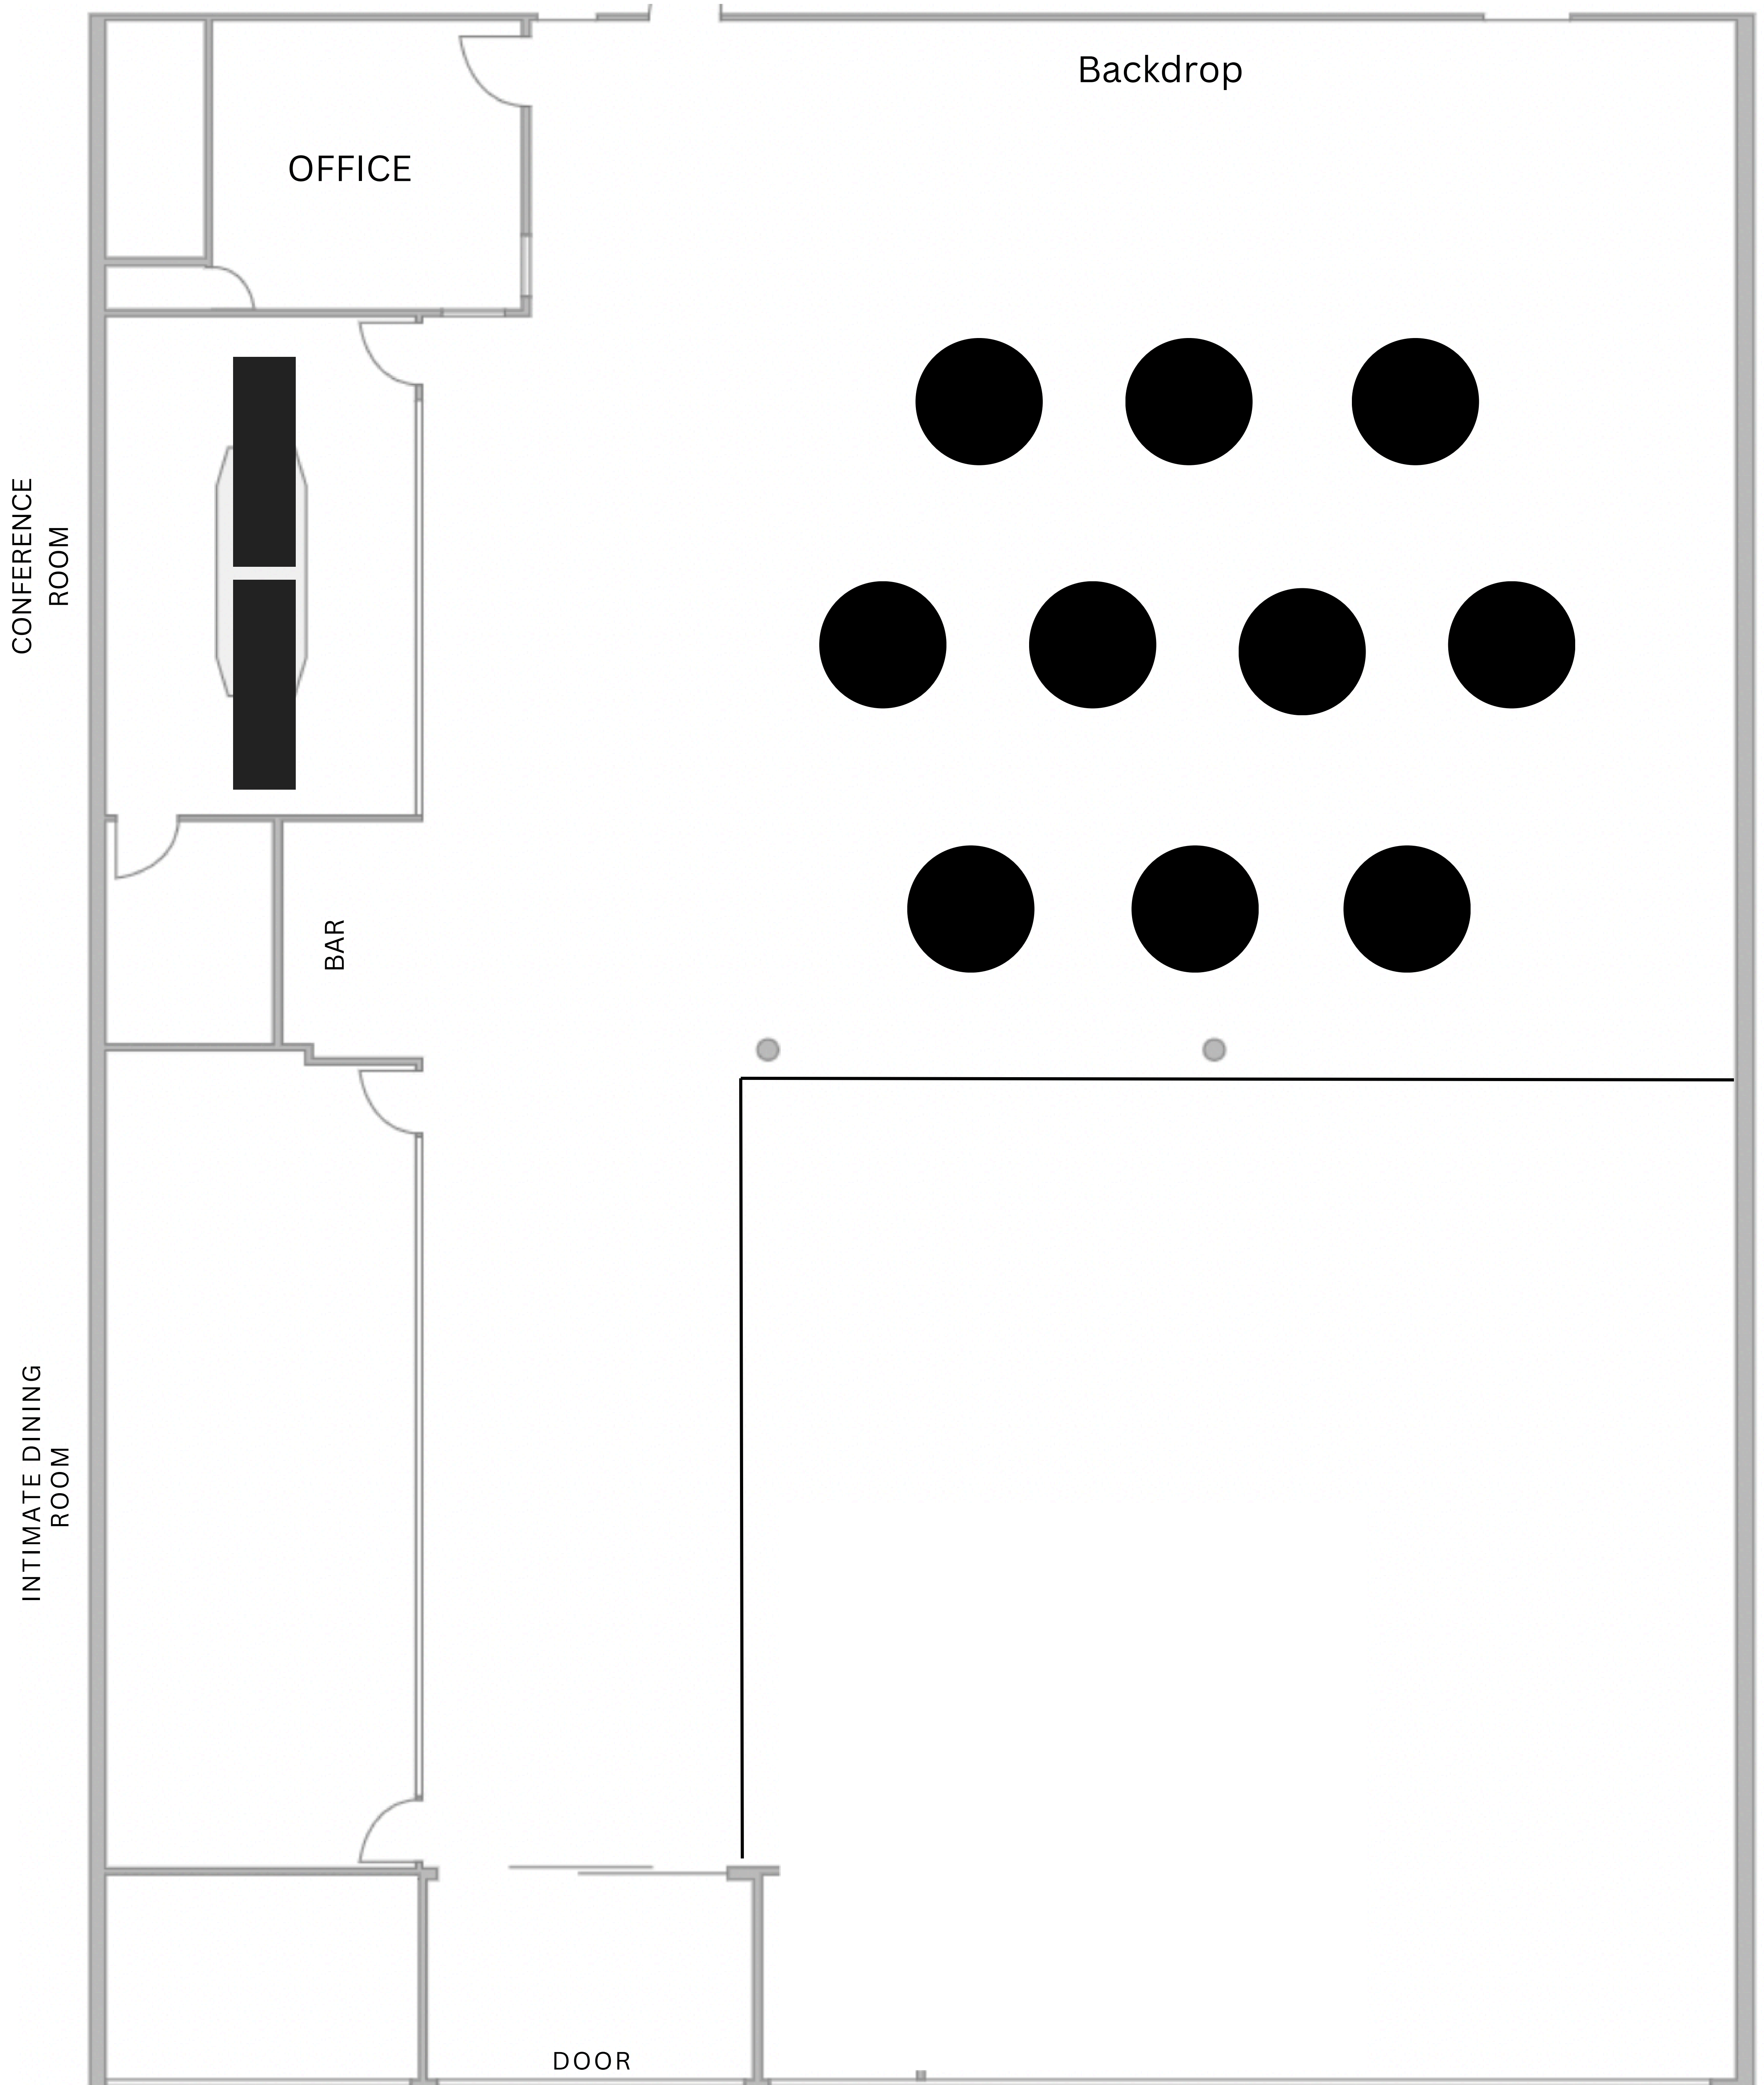 Backdrop
OFFICE
CONFERENCE
ROOM
BAR
INTIMATE DINING
ROOM
DOOR